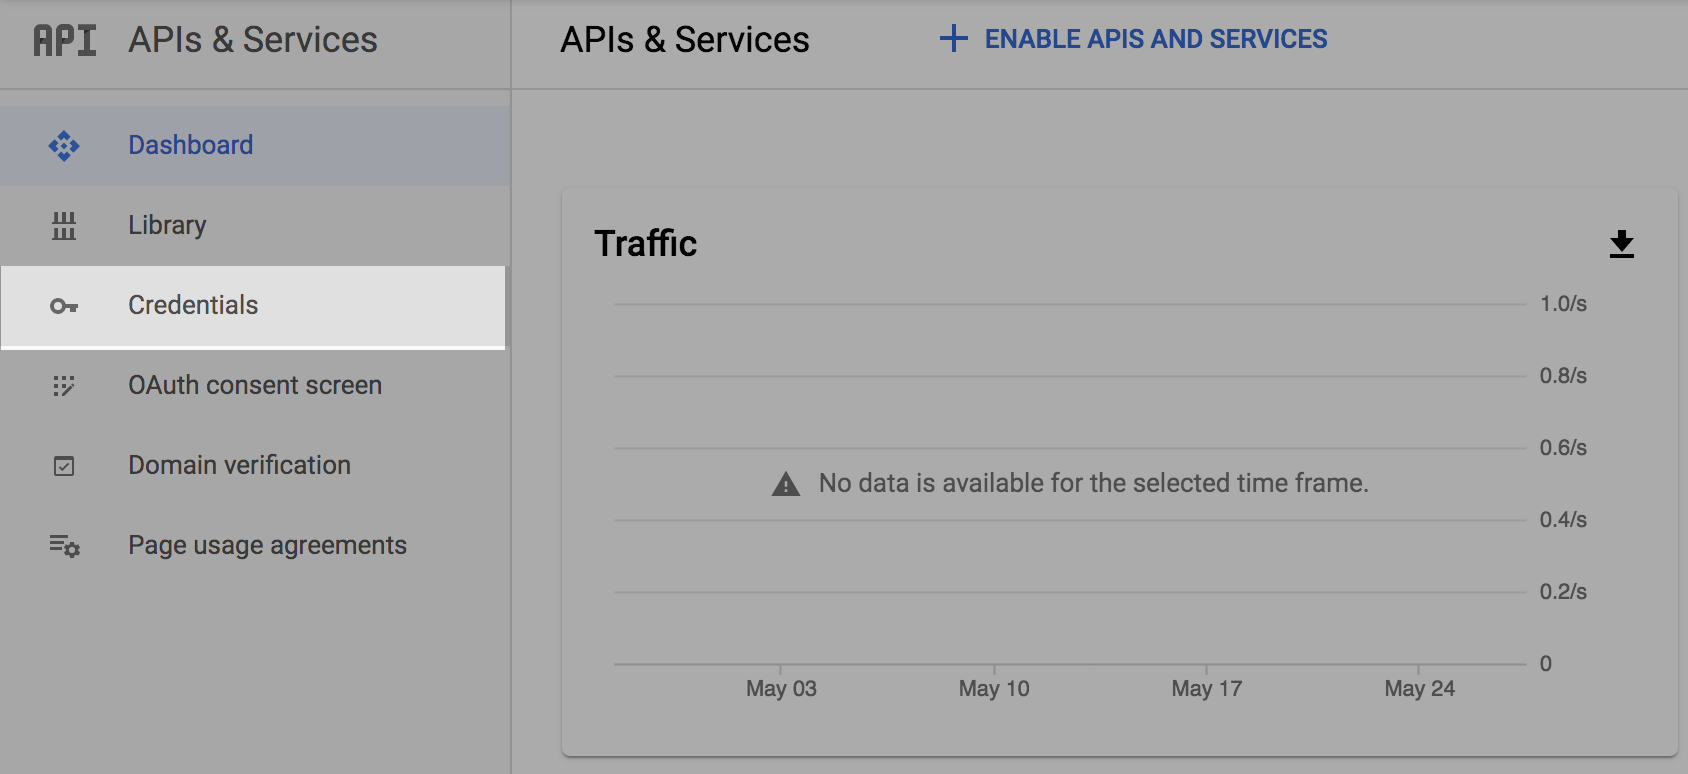 API APIs & Services
APIs & Services
ENABLE APIS AND SERVICES
Dashboard
Library
Credentials
OAuth consent screen
Domain verification
Page usage agreements
Traffic
1.0/s
0.8/s
0.6/s
No data is available for the selected time frame.
0.4/s
0.2/s
0
May 03
May 10
May 17
May 24